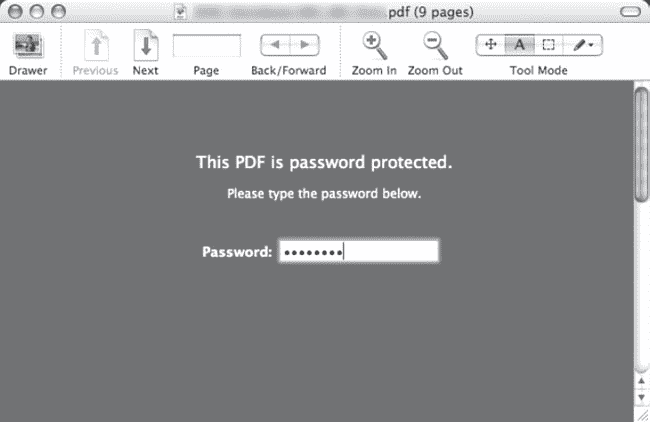 pdf (9 pages)
Drawer
Previous
Next
Page
Back/Forward
Zoom In
Zoom Out
A
Tool Mode
This PDF is password protected.
Please type the password below.
Password: ••••••••